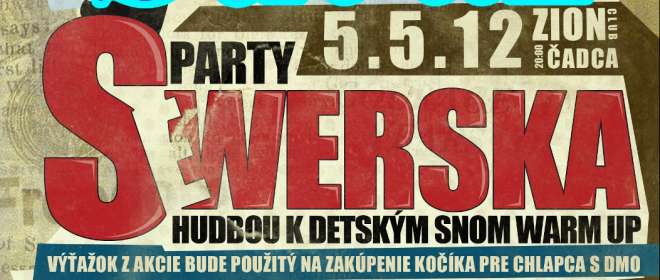 5.5.12
20:00 ZION CLUB
ČADCA
PARTY
ŠWERSKA
HUDBOU K DETSKÝM SNOM WARM UP
VÝŤAŽOK Z AKCIE BUDE POUŽITÝ NA ZAKÚPENIE KOČÍKA PRE CHLAPCA S DMO